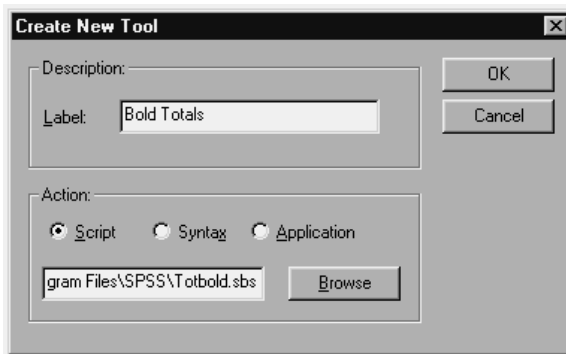 Create New Tool
Description:
Label: Bold Totals
OK
Cancel
Action:
Script Syntax Application
gram Files\SPSS\Totbold.sbs Browse